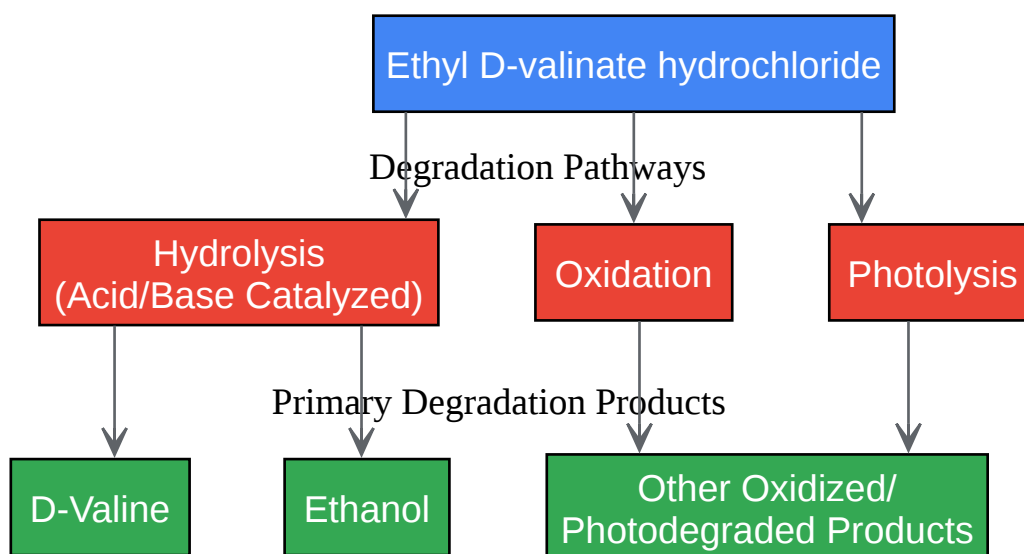 Ethyl D-valinate hydrochloride
Degradation Pathways
Hydrolysis
(Acid/Base Catalyzed)
Oxidation
Photolysis
Primary Degradation Products
D-Valine
Ethanol
Other Oxidized/
Photodegraded Products